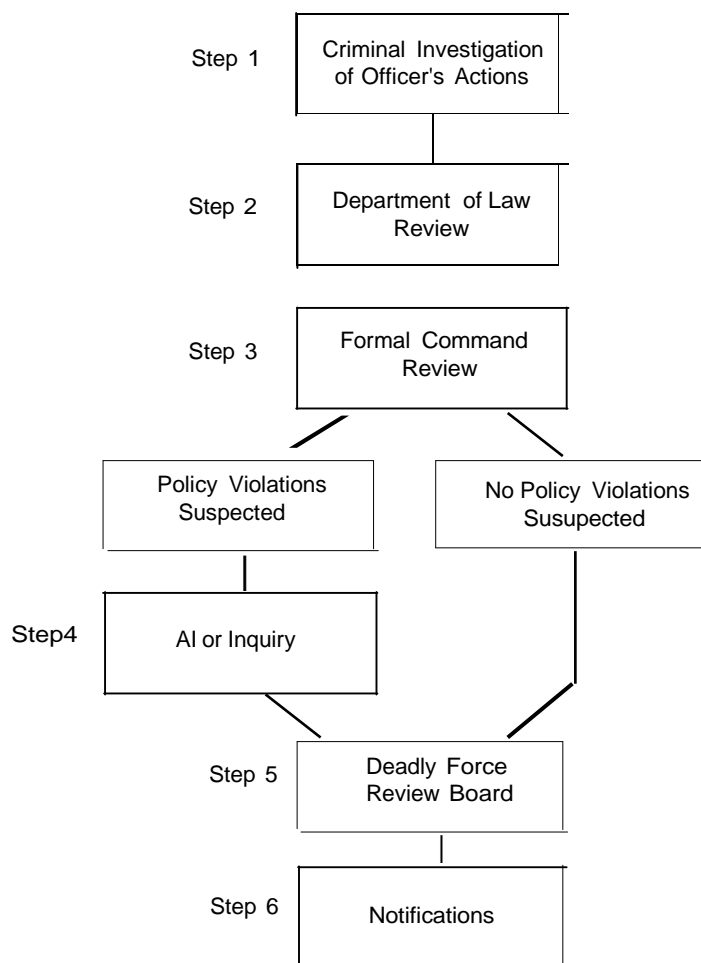 Step 1
Criminal Investigation
of Officer's Actions
Step 2
Department of Law
Review
Step 3
Formal Command
Review
Policy Violations
Suspected
No Policy Violations
Susupected
Step4
AI or Inquiry
Step 5
Deadly Force
Review Board
Step 6
Notifications